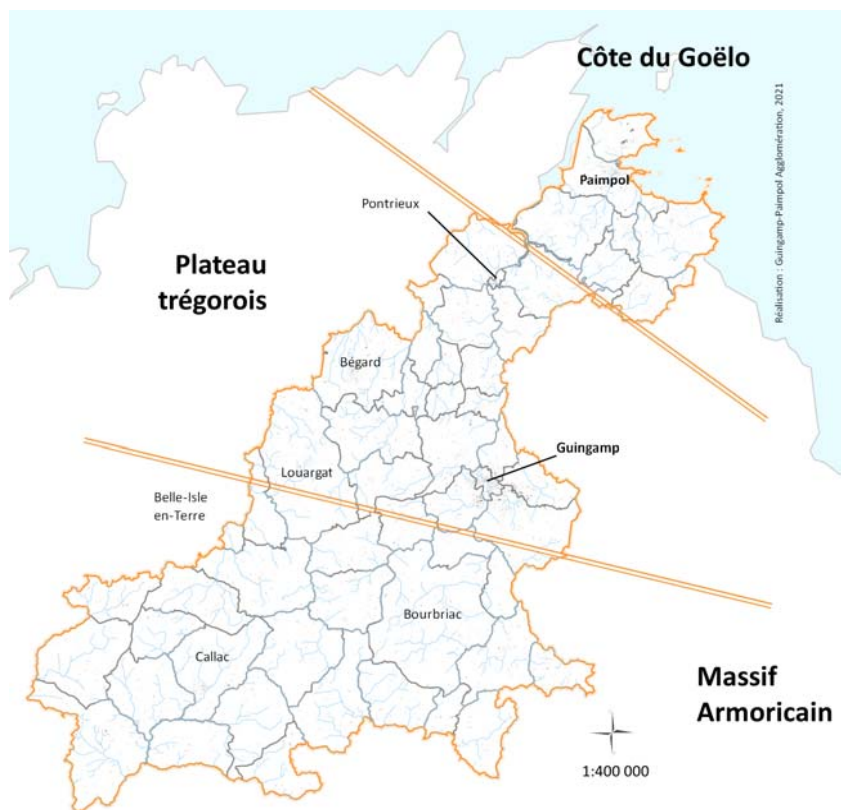 Côte du Goëlo
Réalisation : Guingamp-Paimpol Agglomération, 2021
Paimpol
Pontrieux
Plateau
trégorois
Bégard
Guingamp
Louargat
Belle-Isle
en-Terre
Bourbriac
Callac
Massif
Armoricain
1:400 000